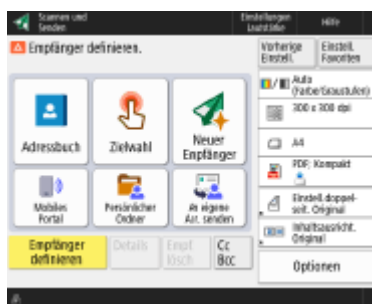 Scannen und
Senden
Einstellungen
Lautstärke
Hilfe
Empfänger definieren.
Vorherige
Einstell.
Einstell.
Favoriten
Auto
(Farbe/Graustufen)
300 x 300 dpi
A4
PDF; Kompakt
Einstell.doppel-
seit. Original
Inhaltsausricht.
Original
Optionen
Adressbuch
Zielwahl
Neuer
Empfänger
Mobiles
Portal
Persönlicher
Ordner
An eigene
Adr. senden
Empfänger
definieren
Details
Empf
lösch
Cc
Bcc